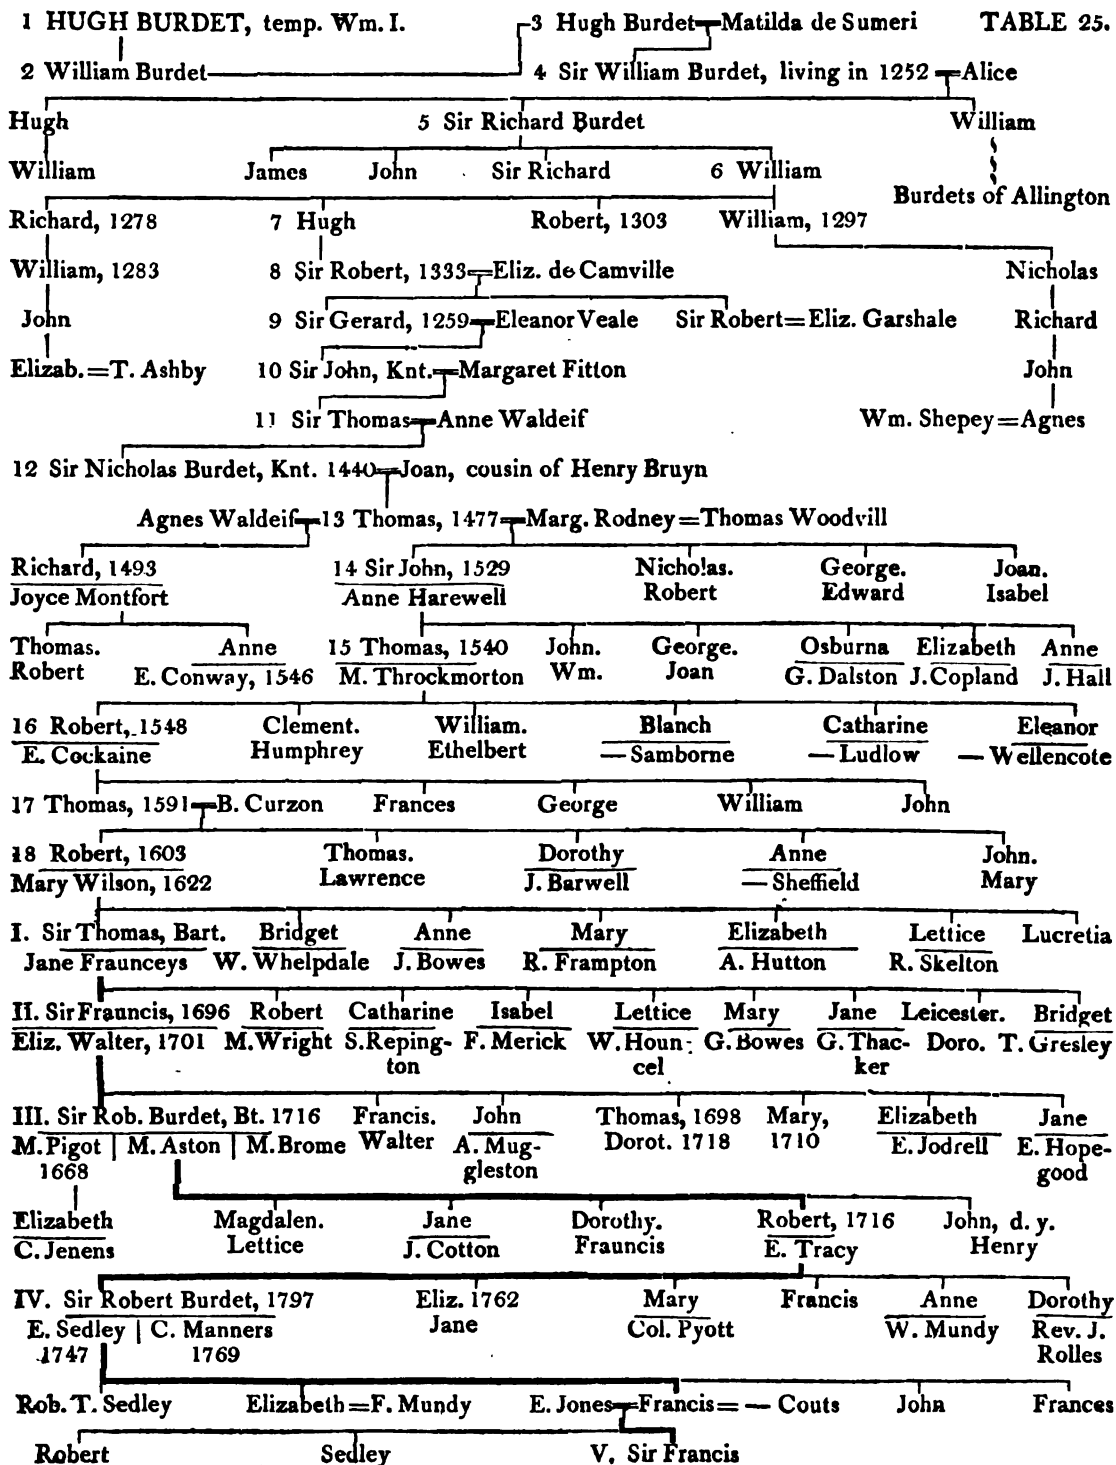 1 HUGH BURDET, temp. Wm. I. 3 Hugh Burdet Matilda de Sumeri TABLE 25.
2 William Burdet 4 Sir William Burdet, living in 1252 Alice
Hugh 5 Sir Richard Burdet William
William James John Sir Richard 6 William
Burdets of Allington
Richard, 1278 7 Hugh Robert, 1303 William, 1297
William, 1283 8 Sir Robert, 1333 = Eliz. de Camville Nicholas
John 9 Sir Gerard, 1259 Eleanor Veale Sir Robert = Eliz. Garshale Richard
Elizab. = T. Ashby 10 Sir John, Knt. Margaret Fitton John
11 Sir Thomas Anne Waldeif Wm. Shepey = Agnes
12 Sir Nicholas Burdet, Knt. 1440 Joan, cousin of Henry Bruyn
Agnes Waldeif 13 Thomas, 1477 Marg. Rodney = Thomas Woodvill
Richard, 1493 14 Sir John, 1529 Nicholas. George. Joan.
Joyce Montfort Anne Harewell Robert Edward Isabel
Thomas. Anne 15 Thomas, 1540 John. George. Osburna Elizabeth Anne
Robert E. Conway, 1546 M. Throckmorton Wm. Joan G. Dalston J. Copland J. Hall
16 Robert, 1548 Clement. William. Blanch Catharine Eleanor
E. Cockaine Humphrey Ethelbert — Samborne — Ludlow — Wellencote
17 Thomas, 1591 B. Curzon Frances George William John
18 Robert, 1603 Thomas. Dorothy Anne John.
Mary Wilson, 1622 Lawrence J. Barwell — Sheffield Mary
I. Sir Thomas, Bart. Bridget Anne Mary Elizabeth Lettice Lucretia
Jane Fraunceys W. Whelpdale J. Bowes R. Frampton A. Hutton R. Skelton
II. Sir Frauncis, 1696 Robert Catharine Isabel Lettice Mary Jane Leicester. Bridget
Eliz. Walter, 1701 M. Wright S. Reping- F. Merick W. Houn- G. Bowes G. Thac- Doro. T. Gresley
ton cel ker
III. Sir Rob. Burdet, Bt. 1716 Francis. John Thomas, 1698 Mary, Elizabeth Jane
M. Pigot | M. Aston | M. Brome Walter A. Mug- Dorot. 1718 1710 E. Jodrell E. Hope-
1668 gleston good
Elizabeth Magdalen. Jane Dorothy. Robert, 1716 John, d. y.
C. Jenens Lettice J. Cotton Frauncis E. Tracy Henry
IV. Sir Robert Burdet, 1797 Eliz. 1762 Mary Francis Anne Dorothy
E. Sedley | C. Manners Jane Col. Pyott W. Mundy Rev. J.
1747 1769 Rolles
Rob. T. Sedley Elizabeth = F. Mundy E. Jones Francis = — Couts John Frances
Robert Sedley V. Sir Francis